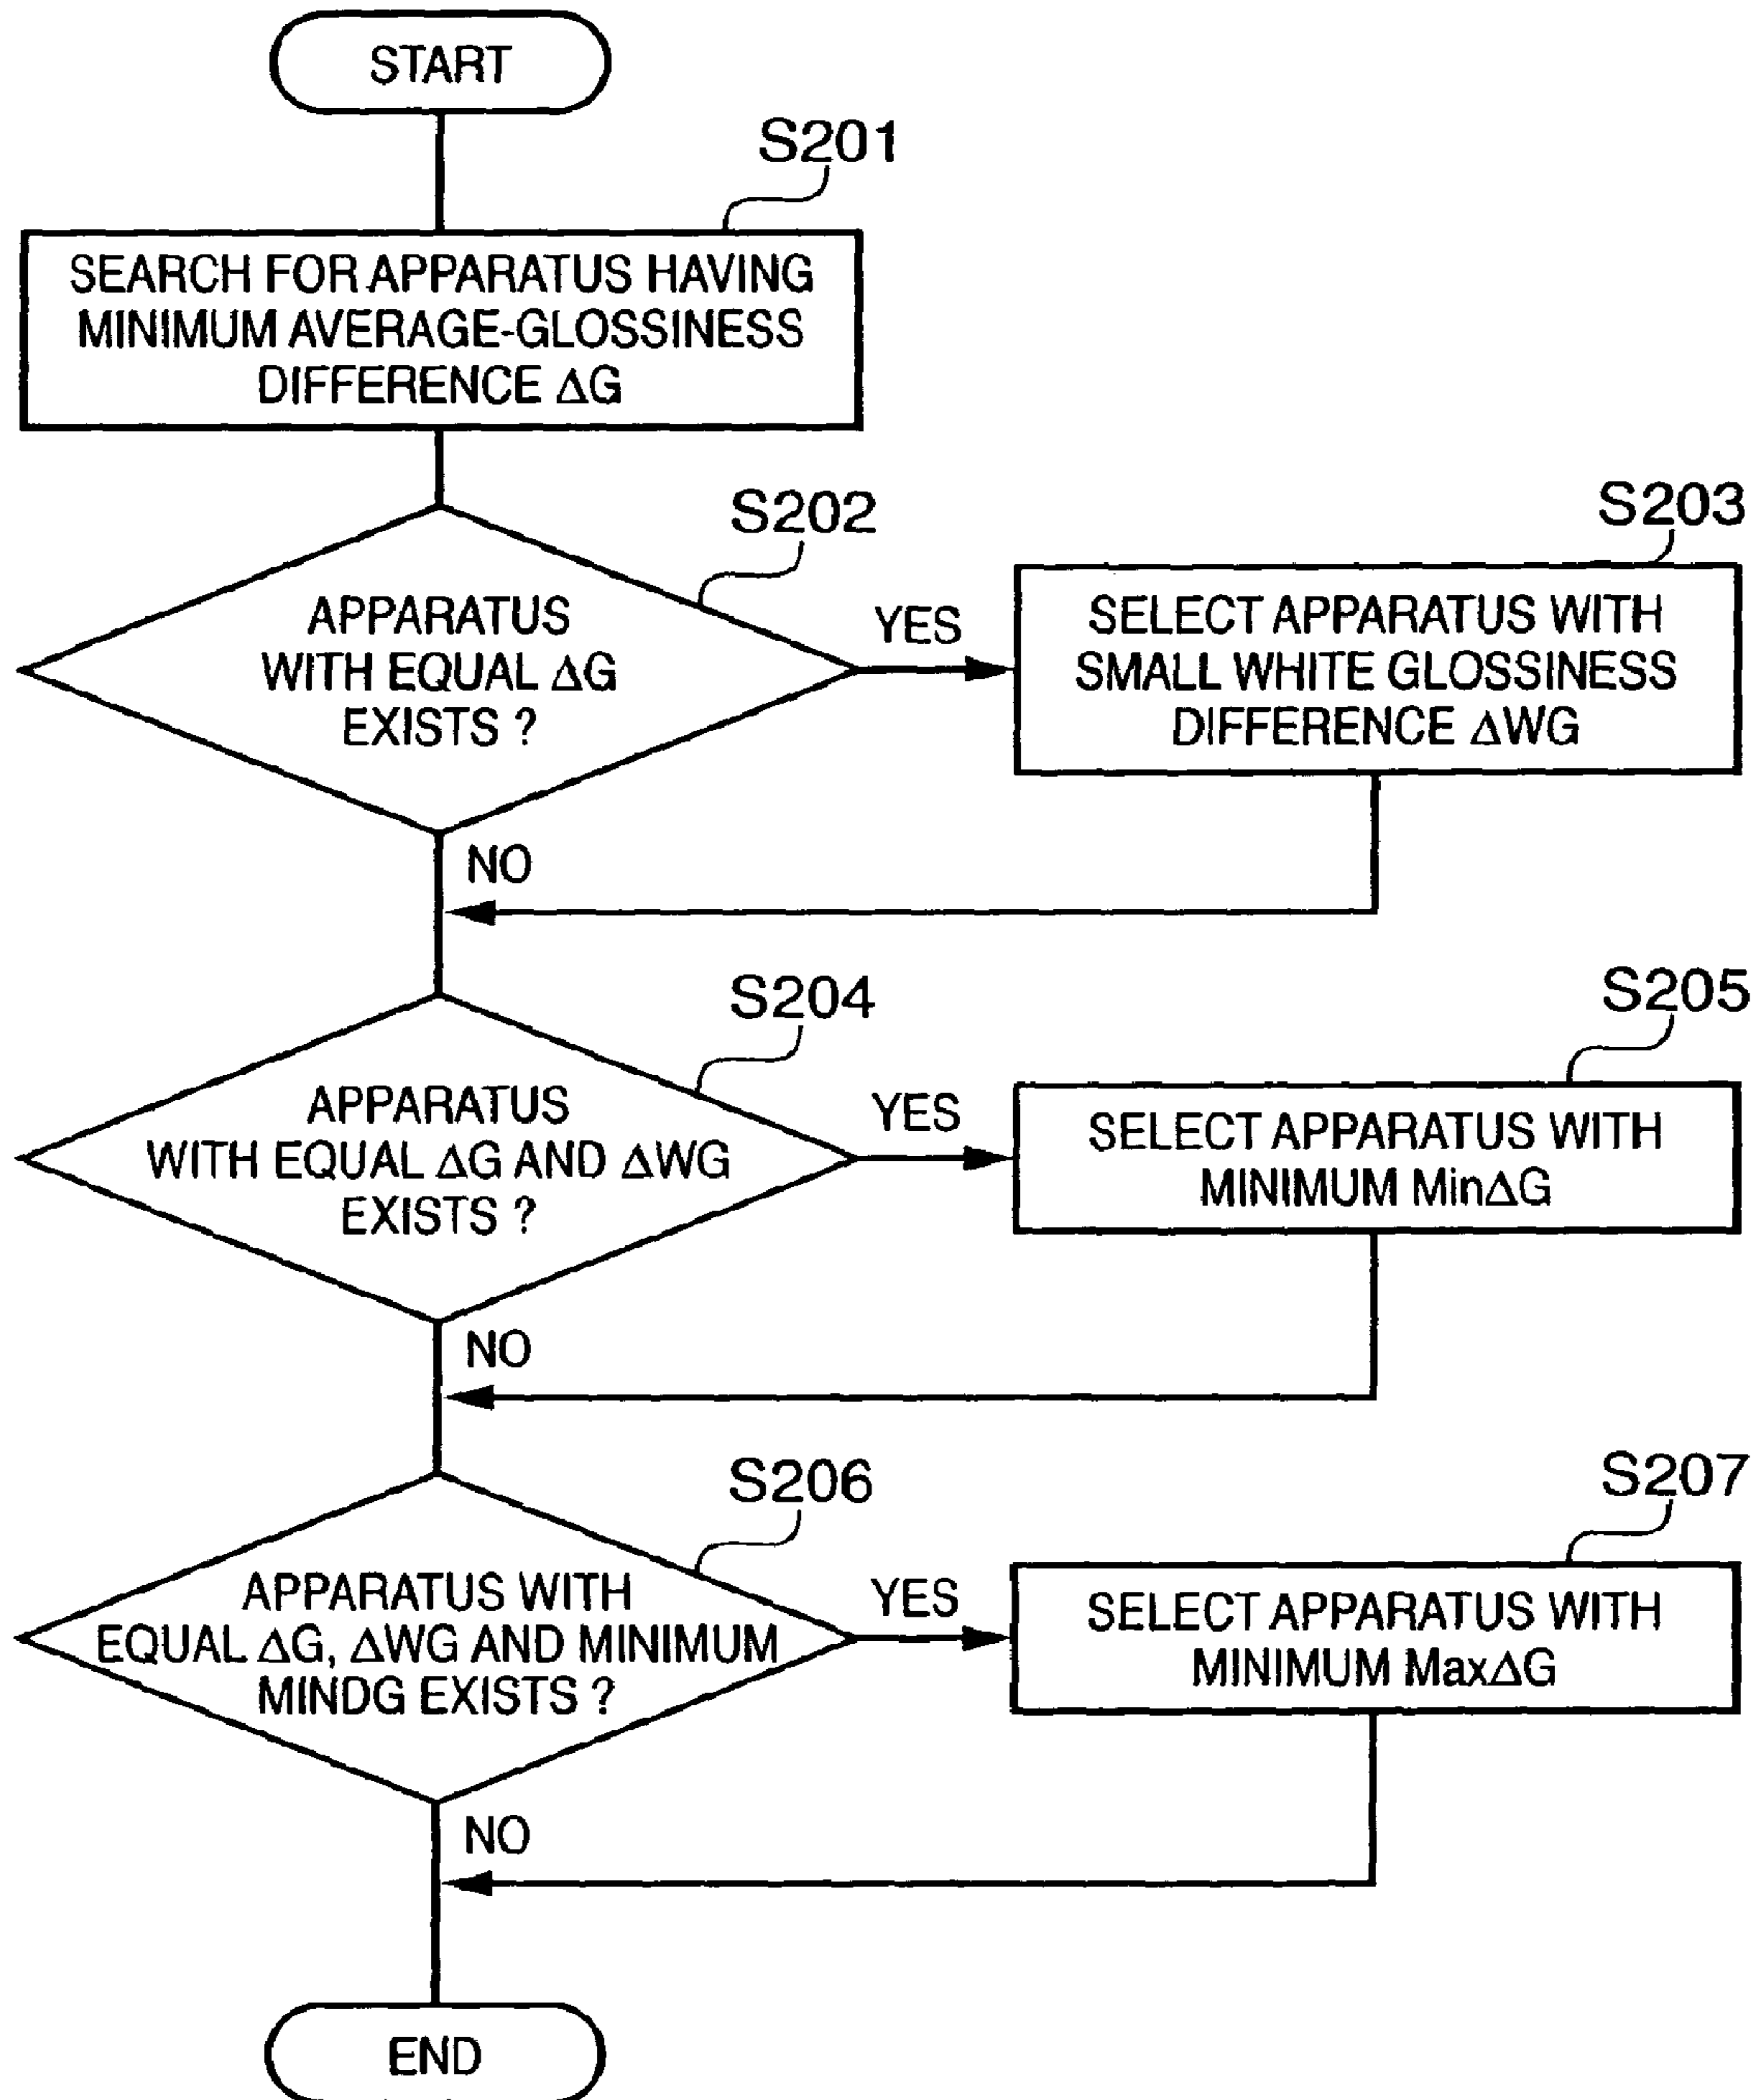 START
S201
SEARCH FOR APPARATUS HAVING
MINIMUM AVERAGE-GLOSSINESS
DIFFERENCE ΔG
S202
APPARATUS
WITH EQUAL ΔG
EXISTS ?
YES
S203
SELECT APPARATUS WITH
SMALL WHITE GLOSSINESS
DIFFERENCE ΔWG
NO
S204
APPARATUS
WITH EQUAL ΔG AND ΔWG
EXISTS ?
YES
S205
SELECT APPARATUS WITH
MINIMUM MinΔG
NO
S206
APPARATUS WITH
EQUAL ΔG, ΔWG AND MINIMUM
MINDG EXISTS ?
YES
S207
SELECT APPARATUS WITH
MINIMUM MaxΔG
NO
END